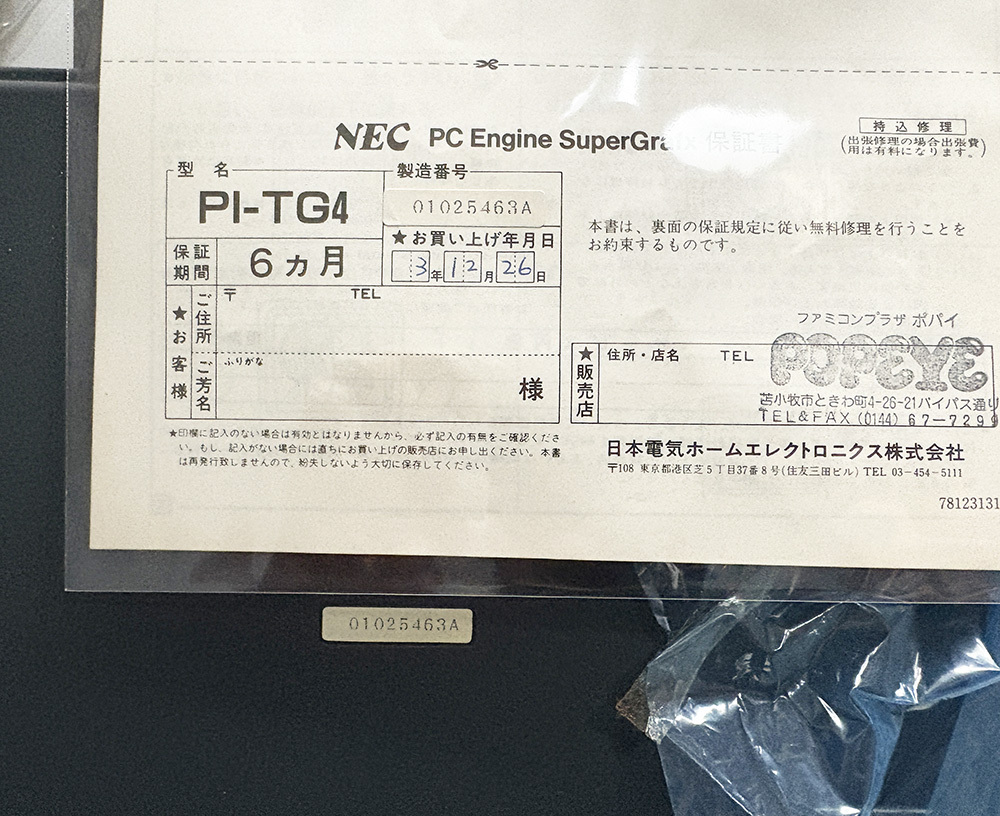 NEC PC Engine SuperGrafx 保証書
持込修理
(出張修理の場合出張費用は有料になります。)
型 名
PI-TG4
製造番号
01025463A
保証期間
6ヵ月
★お買い上げ年月日
3年12月26日
★お客様
ご住所
〒 TEL
ご芳名
ふりがな
様
★印欄に記入のない場合は有効とはなりませんから、必ず記入の有無をご確認くださ
い。もし、記入がない場合には直ちにお買い上げの販売店にお申し出ください。本書
は再発行致しませんので、紛失しないよう大切に保存してください。
本書は、裏面の保証規定に従い無料修理を行うことを
お約束するものです。
★販売店
住所・店名 TEL
ファミコンプラザ ポパイ
POPEYE
苫小牧市ときわ町4-26-21バイパス通り
TEL&FAX (0144) 67-7299
日本電気ホームエレクトロニクス株式会社
〒108 東京都港区芝5丁目37番8号(住友三田ビル) TEL 03-454-5111
78123131
01025463A